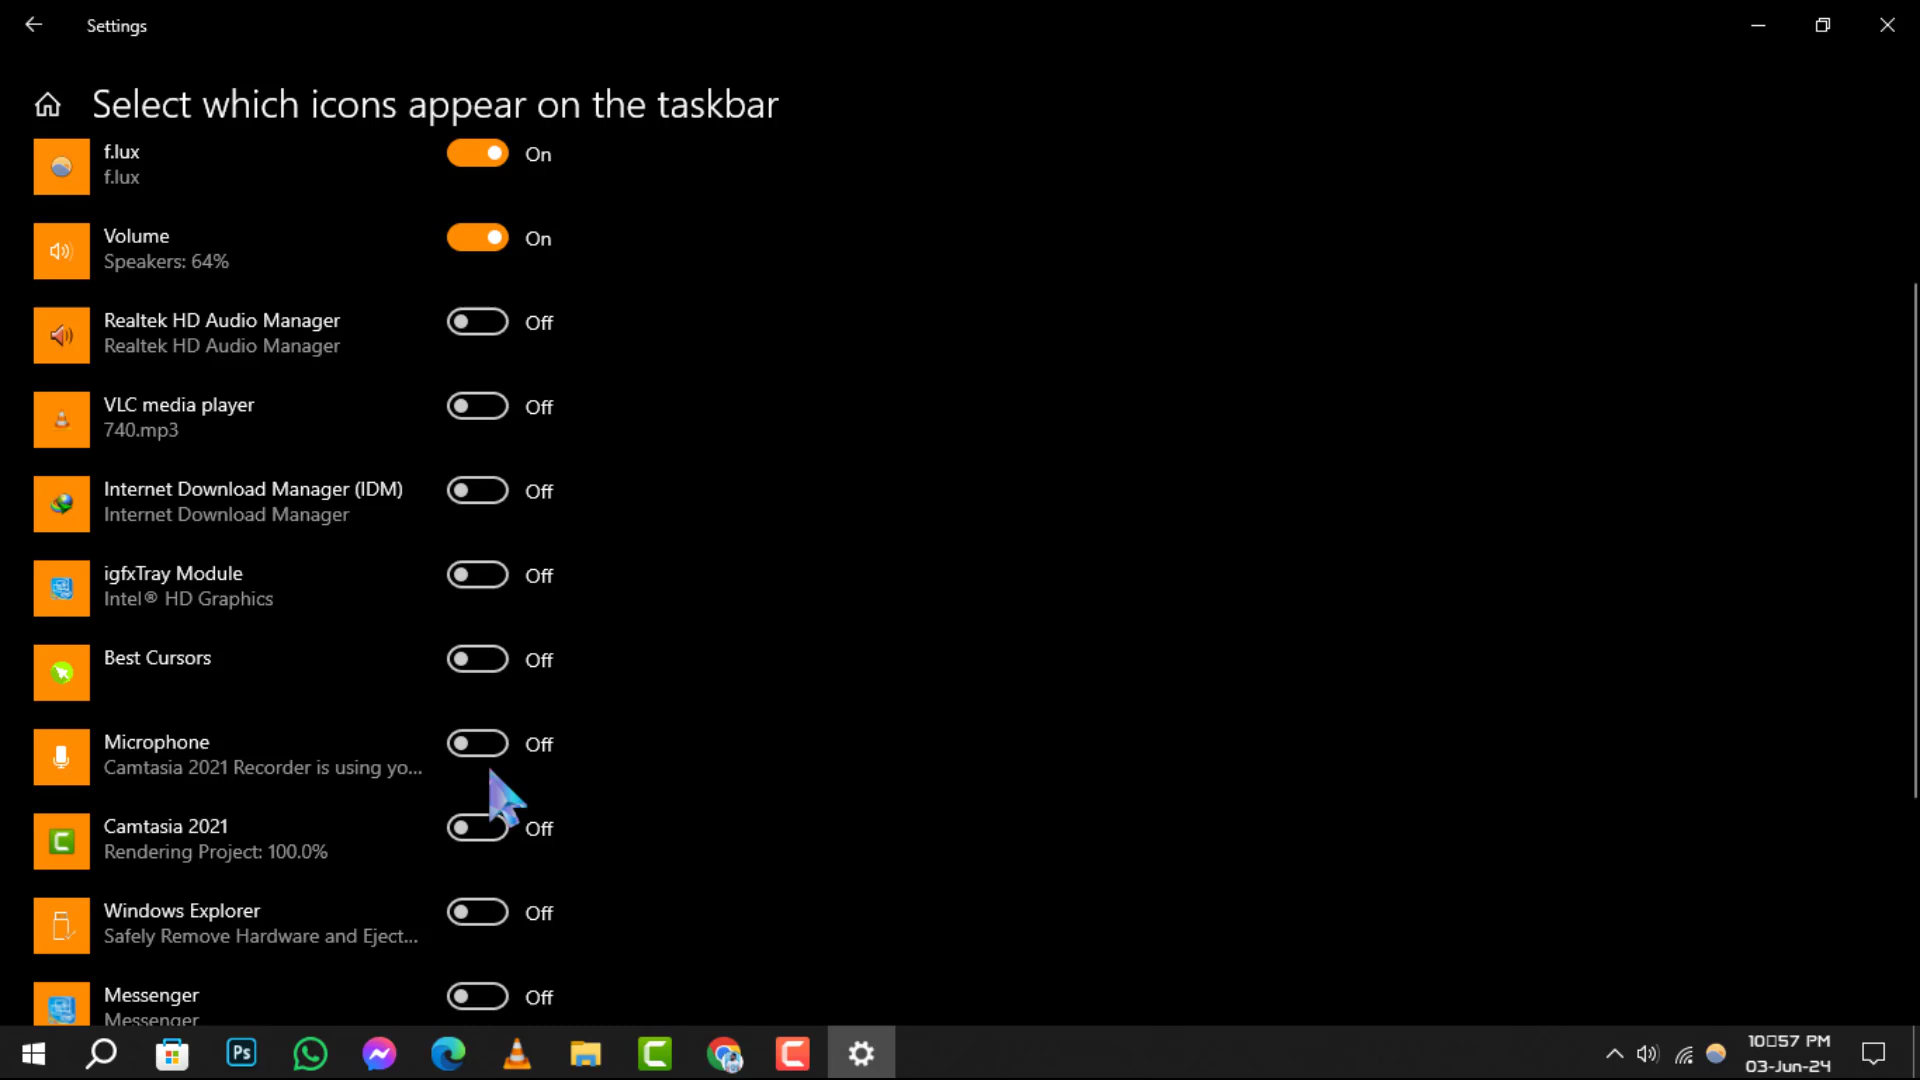 Settings
Select which icons appear on the taskbar
f.lux
f.lux
On
Volume
Speakers: 64%
On
Realtek HD Audio Manager
Realtek HD Audio Manager
Off
VLC media player
740.mp3
Off
Internet Download Manager (IDM)
Internet Download Manager
Off
igfxTray Module
Intel® HD Graphics
Off
Best Cursors
Off
Microphone
Camtasia 2021 Recorder is using yo...
Off
Camtasia 2021
Rendering Project: 100.0%
Off
Windows Explorer
Safely Remove Hardware and Eject...
Off
Messenger
Messenger
Off
Ps
10□57 PM
03-Jun-24